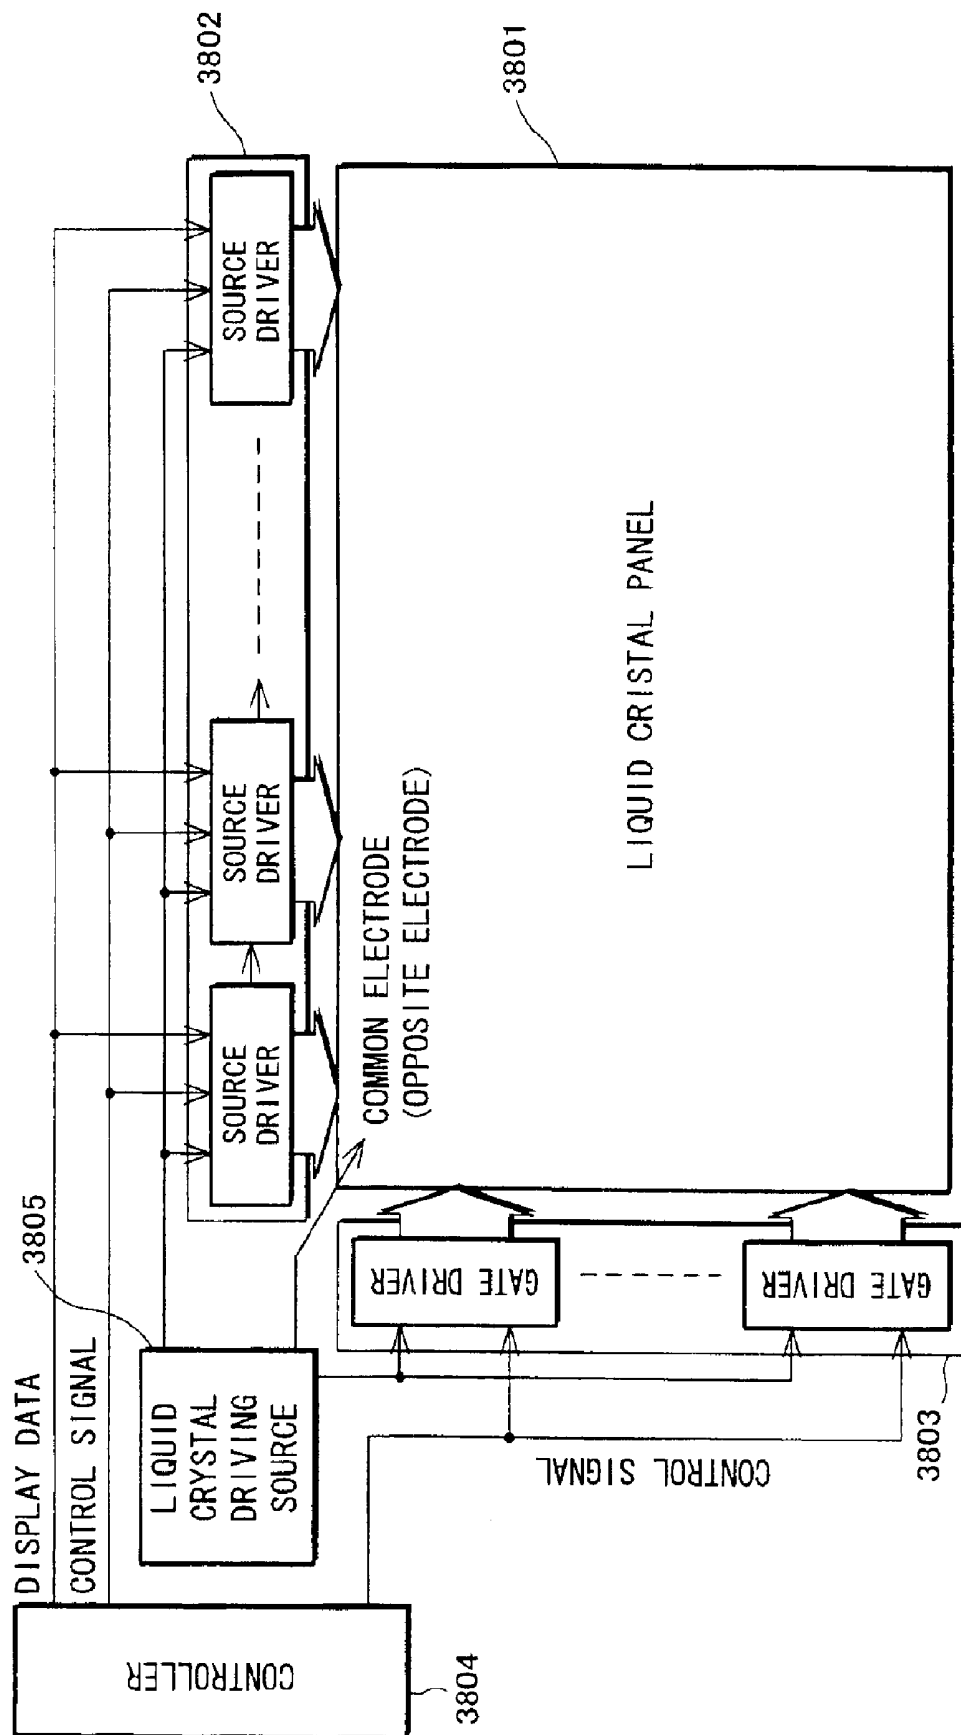 DISPLAY DATA
CONTROL SIGNAL
3805
3802
CONTROLLER
3804
LIQUID
CRYSTAL
DRIVING
SOURCE
SOURCE
DRIVER
SOURCE
DRIVER
SOURCE
DRIVER
COMMON ELECTRODE
(OPPOSITE ELECTRODE)
3801
LIQUID CRISTAL PANEL
GATE DRIVER
GATE DRIVER
CONTROL SIGNAL
3803